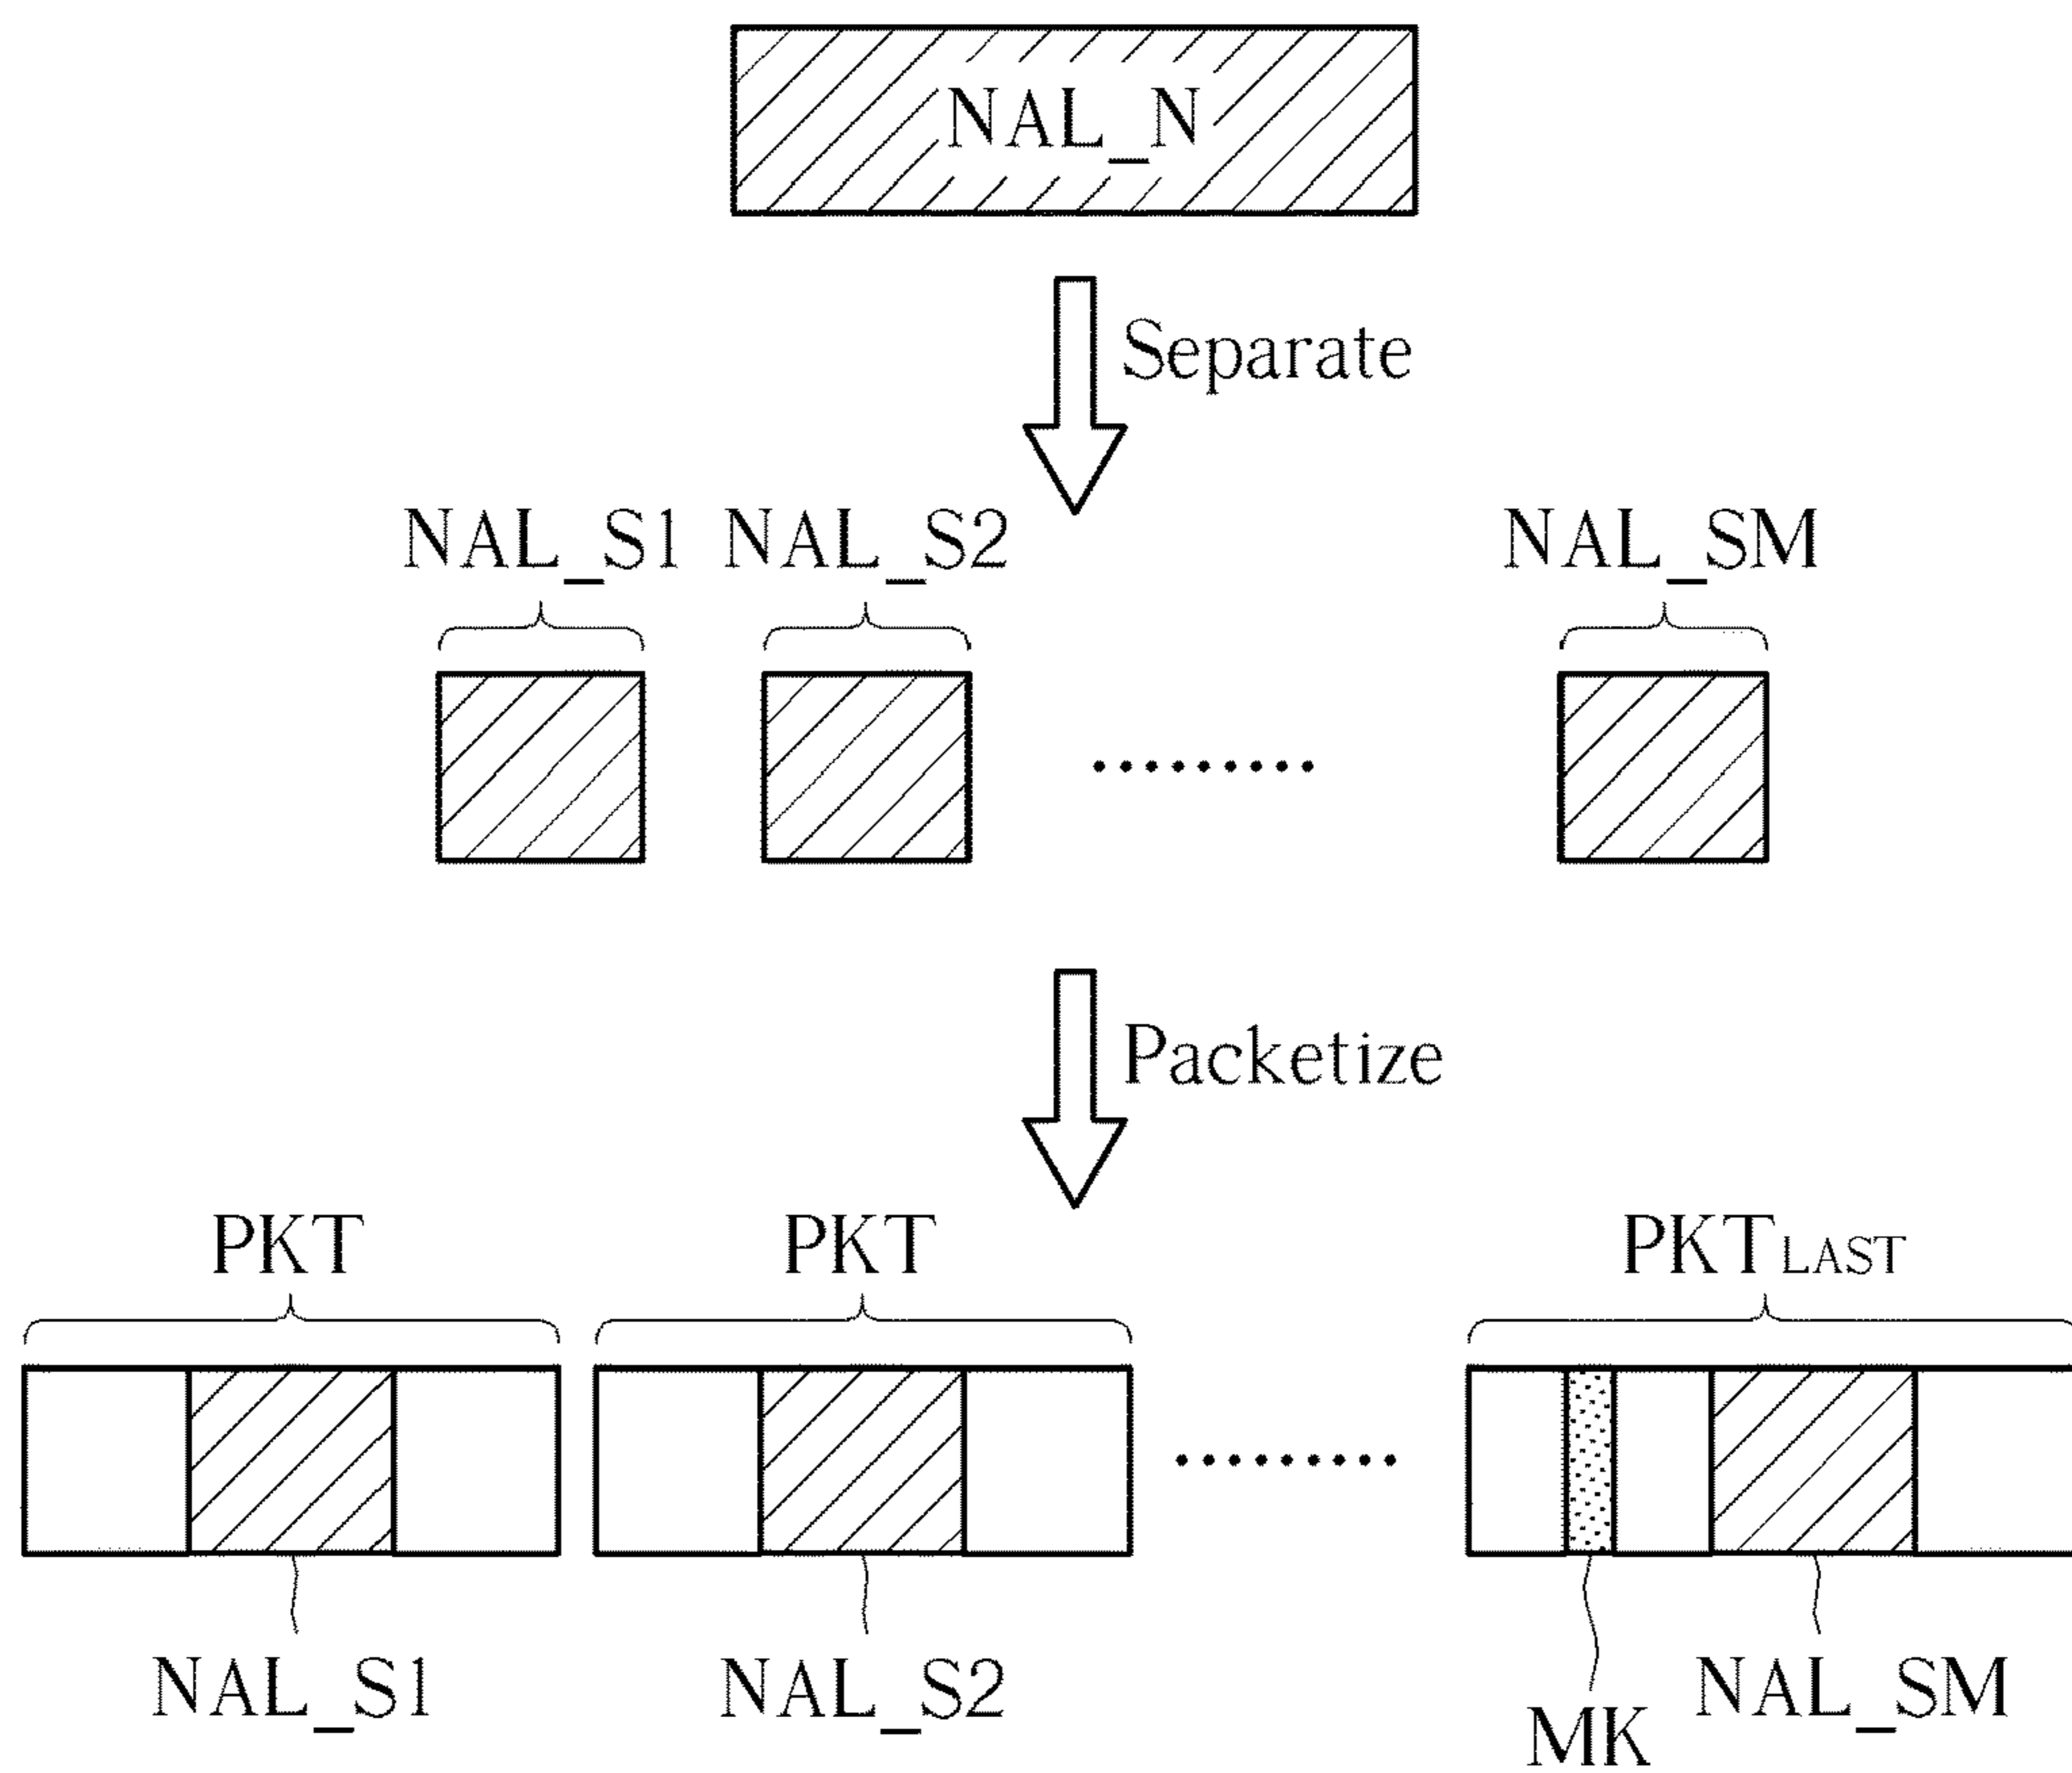 NAL_N
Separate
NAL_S1 NAL_S2 NAL_SM
Packetize
PKT PKT PKTLAST
NAL_S1 NAL_S2 MK NAL_SM